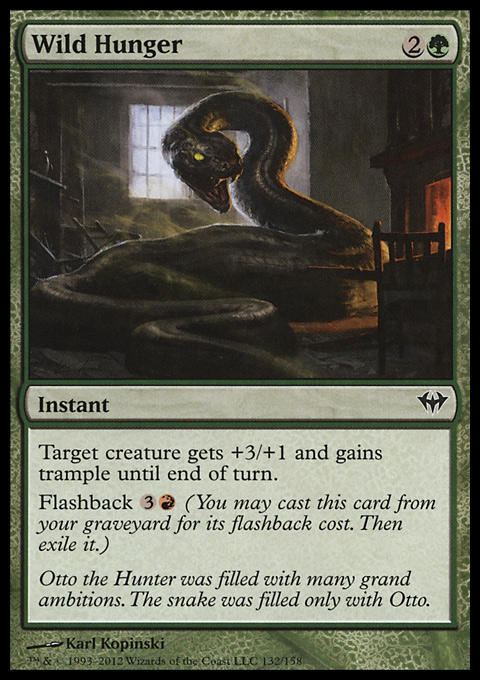 Wild Hunger 2
Instant
Target creature gets +3/+1 and gains
trample until end of turn.
Flashback 3 (You may cast this card from
your graveyard for its flashback cost. Then
exile it.)
Otto the Hunter was filled with many grand
ambitions. The snake was filled only with Otto.
Karl Kopinski
™ & © 1993–2012 Wizards of the Coast LLC 132/158